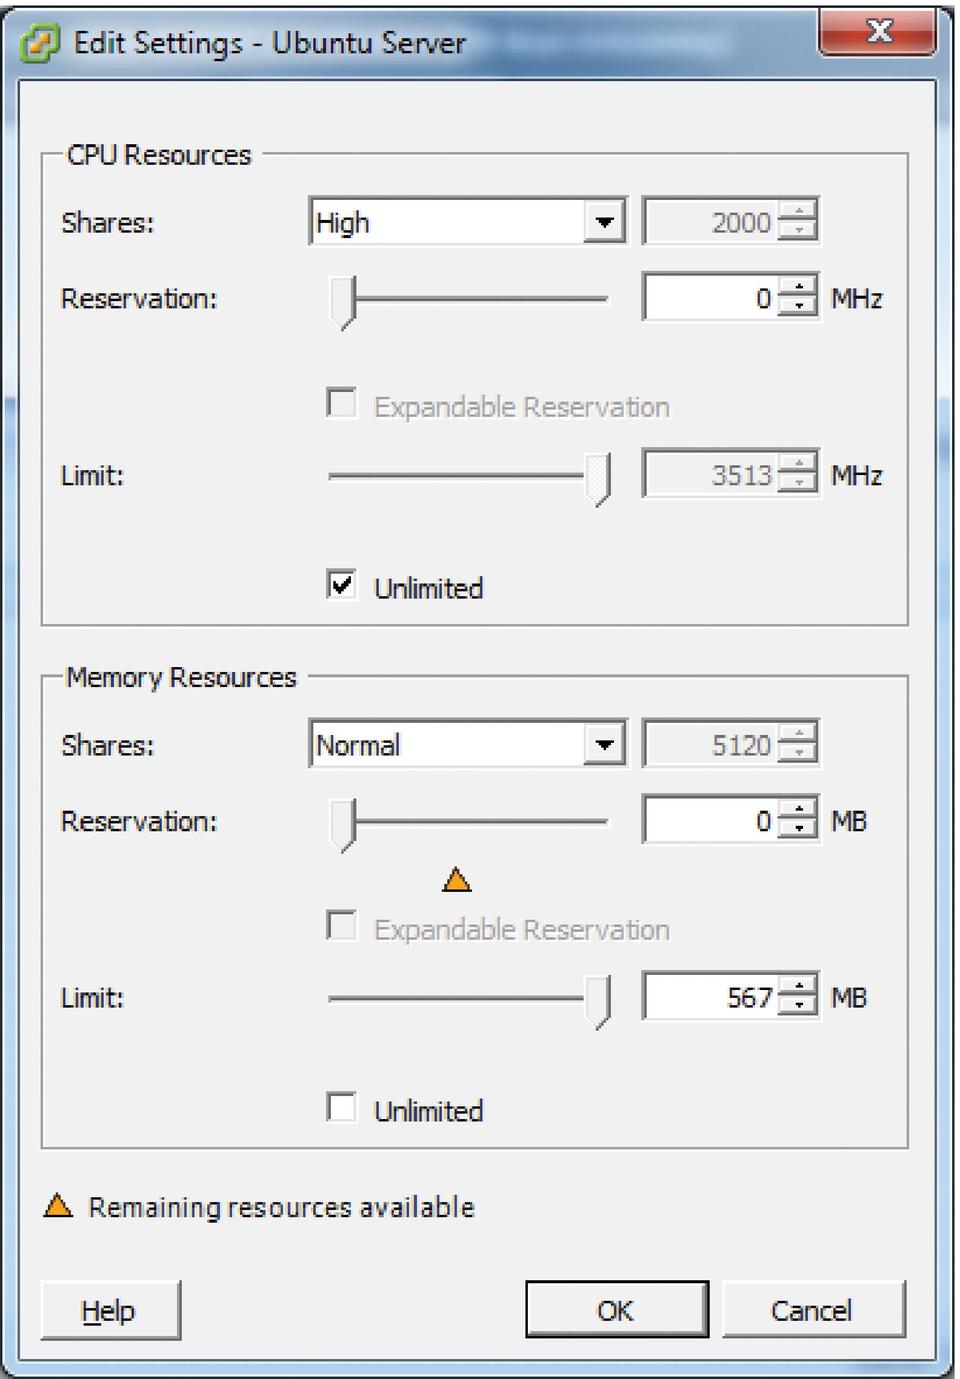 Edit Settings - Ubuntu Server
CPU Resources
Shares: High 2000
Reservation: 0 MHz
Expandable Reservation
Limit: 3513 MHz
Unlimited
Memory Resources
Shares: Normal 5120
Reservation: 0 MB
Expandable Reservation
Limit: 567 MB
Unlimited
Remaining resources available
Help OK Cancel